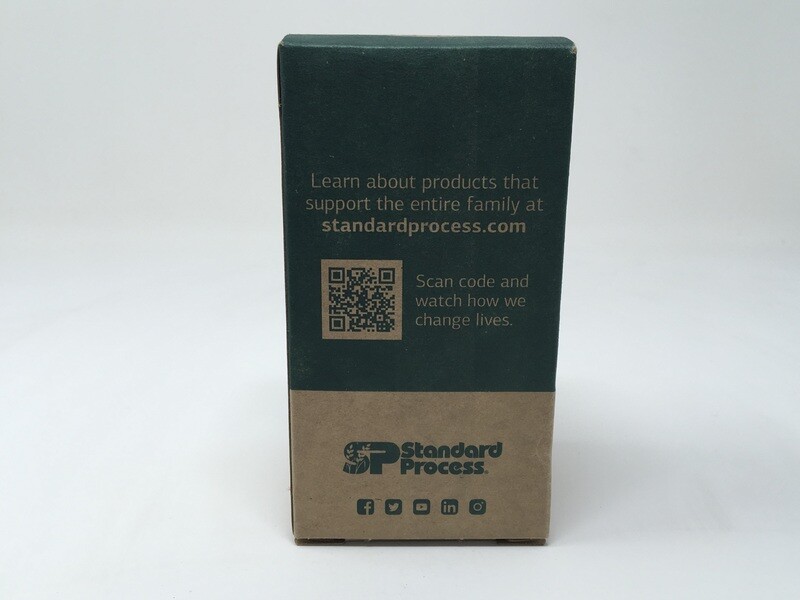 Learn about products that
support the entire family at
standardprocess.com
Scan code and
watch how we
change lives.
SP Standard
Process®